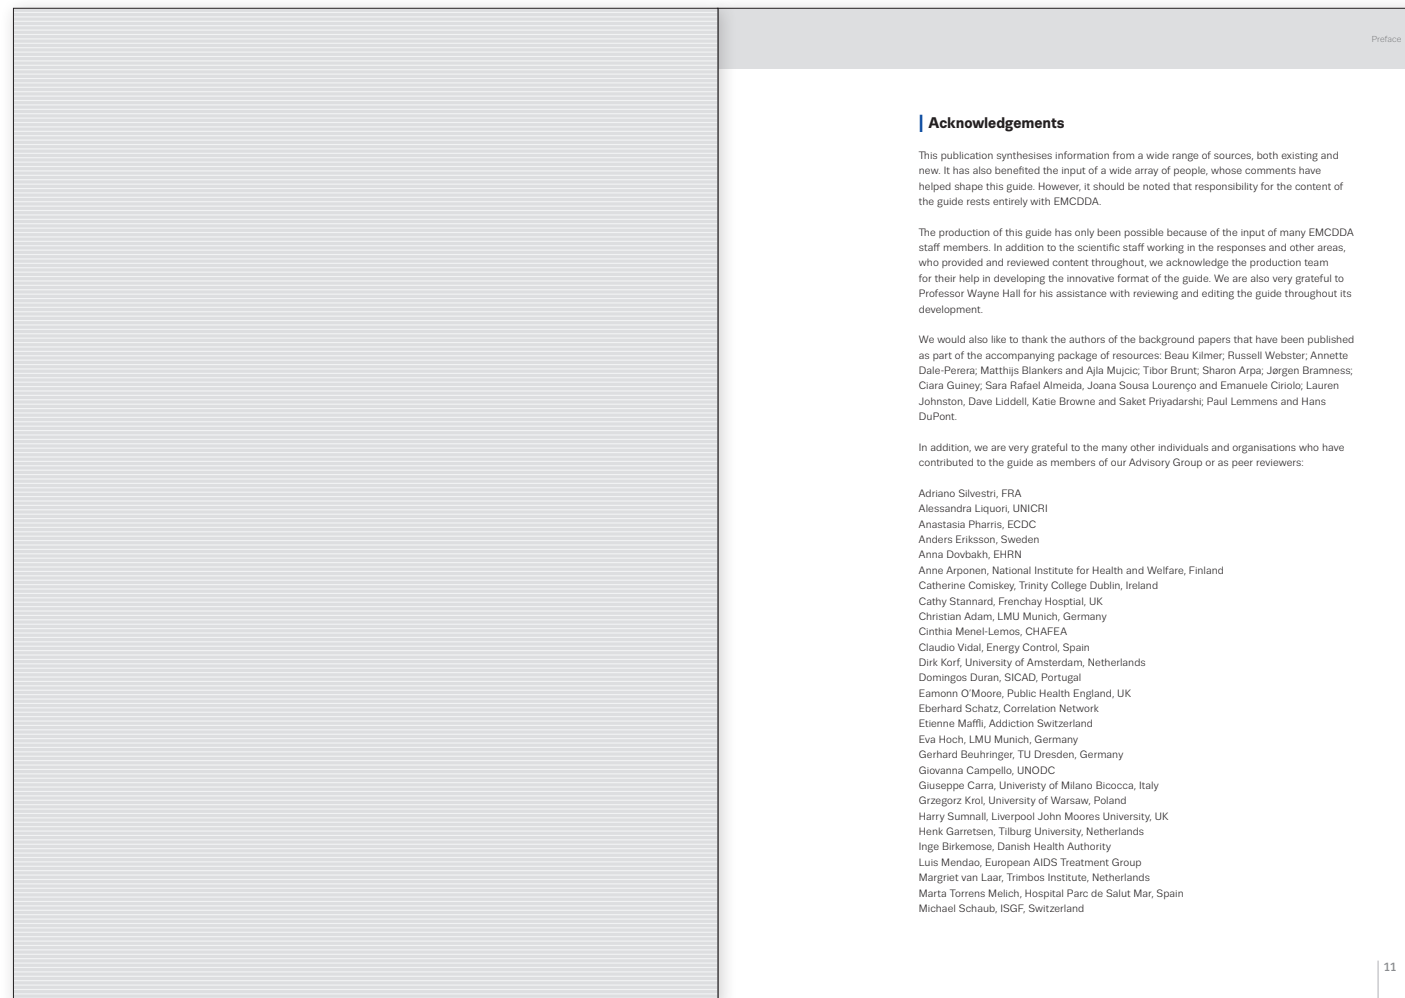 Preface
Acknowledgements
This publication synthesises information from a wide range of sources, both existing and
new. It has also benefited the input of a wide array of people, whose comments have
helped shape this guide. However, it should be noted that responsibility for the content of
the guide rests entirely with EMCDDA.
The production of this guide has only been possible because of the input of many EMCDDA
staff members. In addition to the scientific staff working in the responses and other areas,
who provided and reviewed content throughout, we acknowledge the production team
for their help in developing the innovative format of the guide. We are also very grateful to
Professor Wayne Hall for his assistance with reviewing and editing the guide throughout its
development.
We would also like to thank the authors of the background papers that have been published
as part of the accompanying package of resources: Beau Kilmer; Russell Webster; Annette
Dale-Perera; Matthijs Blankers and Ajla Mujcic; Tibor Brunt; Sharon Arpa; Jørgen Bramness;
Ciara Guiney; Sara Rafael Almeida, Joana Sousa Lourenço and Emanuele Ciriolo; Lauren
Johnston, Dave Liddell, Katie Browne and Saket Priyadarshi; Paul Lemmens and Hans
DuPont.
In addition, we are very grateful to the many other individuals and organisations who have
contributed to the guide as members of our Advisory Group or as peer reviewers:
Adriano Silvestri, FRA
Alessandra Liquori, UNICRI
Anastasia Pharris, ECDC
Anders Eriksson, Sweden
Anna Dovbakh, EHRN
Anne Arponen, National Institute for Health and Welfare, Finland
Catherine Comiskey, Trinity College Dublin, Ireland
Cathy Stannard, Frenchay Hosptial, UK
Christian Adam, LMU Munich, Germany
Cinthia Menel-Lemos, CHAFEA
Claudio Vidal, Energy Control, Spain
Dirk Korf, University of Amsterdam, Netherlands
Domingos Duran, SICAD, Portugal
Eamonn O'Moore, Public Health England, UK
Eberhard Schatz, Correlation Network
Etienne Maffli, Addiction Switzerland
Eva Hoch, LMU Munich, Germany
Gerhard Beuhringer, TU Dresden, Germany
Giovanna Campello, UNODC
Giuseppe Carra, Univeristy of Milano Bicocca, Italy
Grzegorz Krol, University of Warsaw, Poland
Harry Sumnall, Liverpool John Moores University, UK
Henk Garretsen, Tilburg University, Netherlands
Inge Birkemose, Danish Health Authority
Luis Mendao, European AIDS Treatment Group
Margriet van Laar, Trimbos Institute, Netherlands
Marta Torrens Melich, Hospital Parc de Salut Mar, Spain
Michael Schaub, ISGF, Switzerland
11